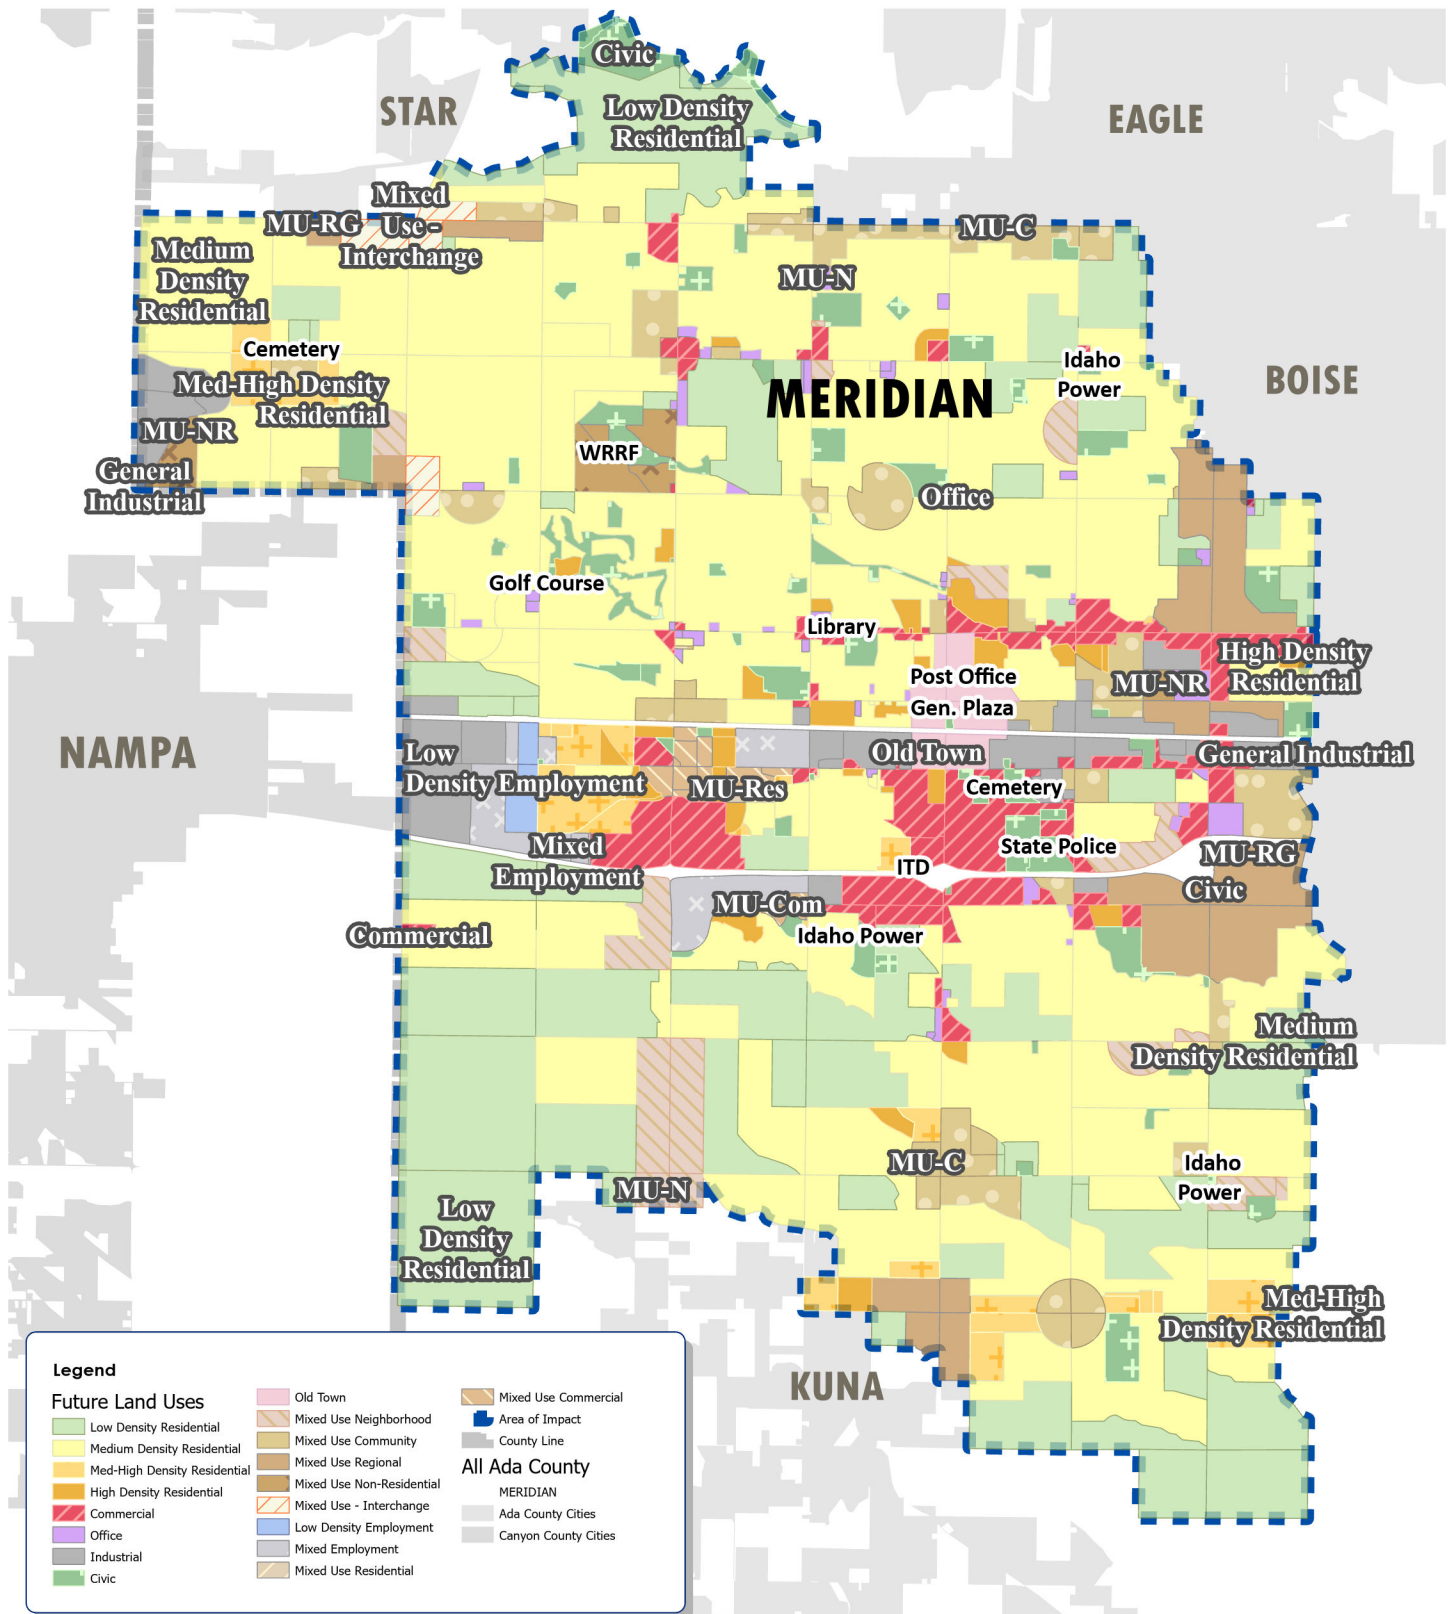 Civic
STAR
Low Density
Residential
EAGLE
Mixed
Use -
Interchange
MU-RG
MU-C
Medium
Density
Residential
MU-N
Cemetery
Idaho
Power
BOISE
Med-High Density
Residential
MERIDIAN
MU-NR
WRRF
General
Industrial
Office
Golf Course
Library
High Density
Residential
Post Office
MU-NR
Gen. Plaza
NAMPA
Low
Density Employment
Old Town
General Industrial
MU-Res
Cemetery
Mixed
Employment
State Police
MU-RG
ITD
Civic
MU-Com
Commercial
Idaho Power
Medium
Density Residential
MU-C
Idaho
Power
MU-N
Low
Density
Residential
Med-High
Density Residential
KUNA
Legend
Future Land Uses
Low Density Residential
Medium Density Residential
Med-High Density Residential
High Density Residential
Commercial
Office
Industrial
Civic
Old Town
Mixed Use Neighborhood
Mixed Use Community
Mixed Use Regional
Mixed Use Non-Residential
Mixed Use - Interchange
Low Density Employment
Mixed Employment
Mixed Use Residential
Mixed Use Commercial
Area of Impact
County Line
All Ada County
MERIDIAN
Ada County Cities
Canyon County Cities